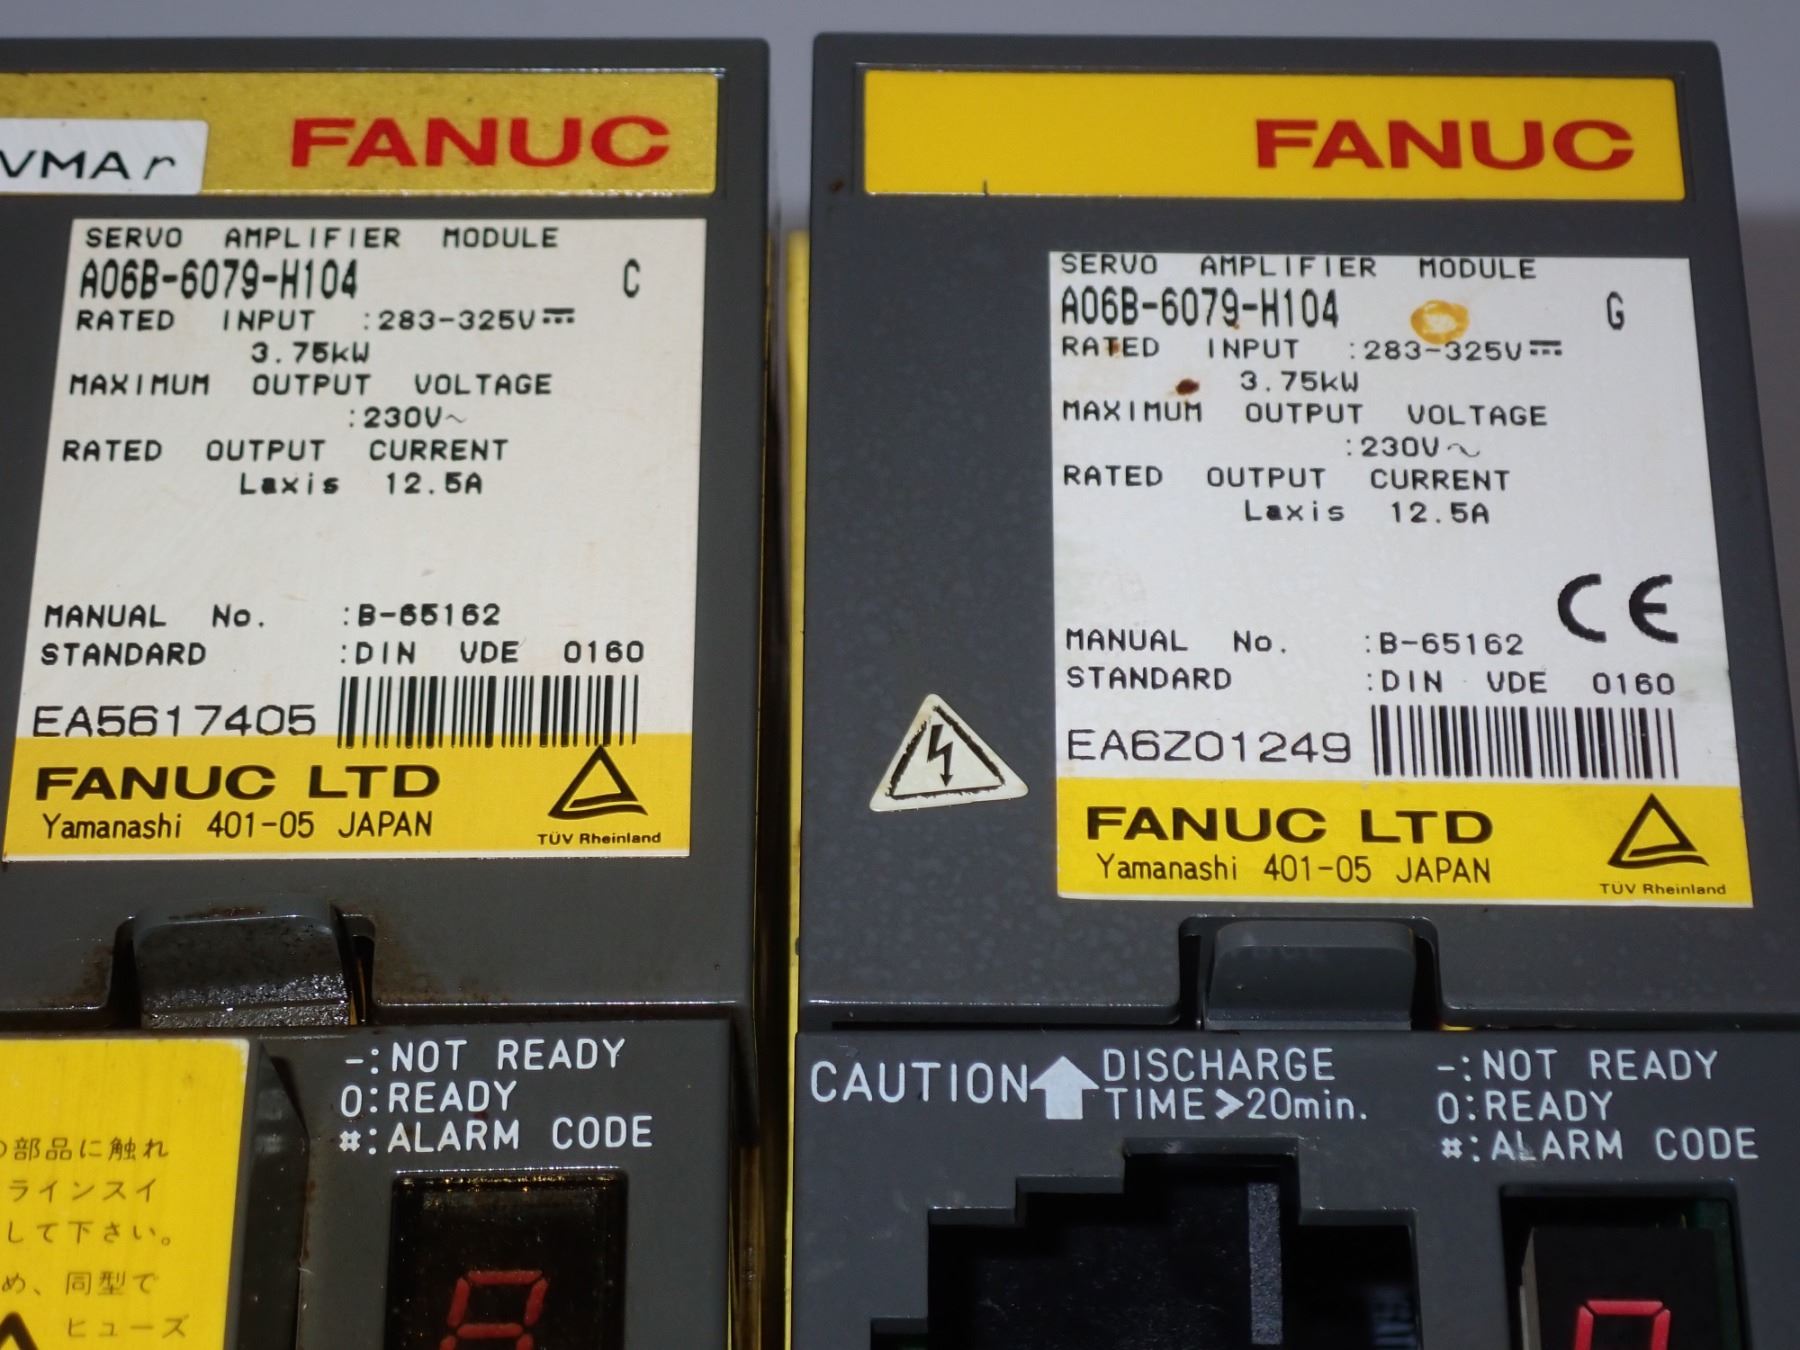 VMAr
FANUC
SERVO AMPLIFIER MODULE
A06B-6079-H104 C
RATED INPUT :283-325V
3.75kW
MAXIMUM OUTPUT VOLTAGE
:230V~
RATED OUTPUT CURRENT
Laxis 12.5A
MANUAL No. :B-65162
STANDARD :DIN VDE 0160
EA5617405
FANUC LTD
Yamanashi 401-05 JAPAN
TÜV Rheinland
-:NOT READY
0:READY
#:ALARM CODE
の部品に触れ
ラインスイ
して下さい。
め、同型で
ヒューズ
FANUC
SERVO AMPLIFIER MODULE
A06B-6079-H104 G
RATED INPUT :283-325V
3.75kW
MAXIMUM OUTPUT VOLTAGE
:230V~
RATED OUTPUT CURRENT
Laxis 12.5A
CE
MANUAL No. :B-65162
STANDARD :DIN VDE 0160
EA6Z01249
FANUC LTD
Yamanashi 401-05 JAPAN
TÜV Rheinland
CAUTION DISCHARGE
TIME>20min.
-:NOT READY
0:READY
#:ALARM CODE